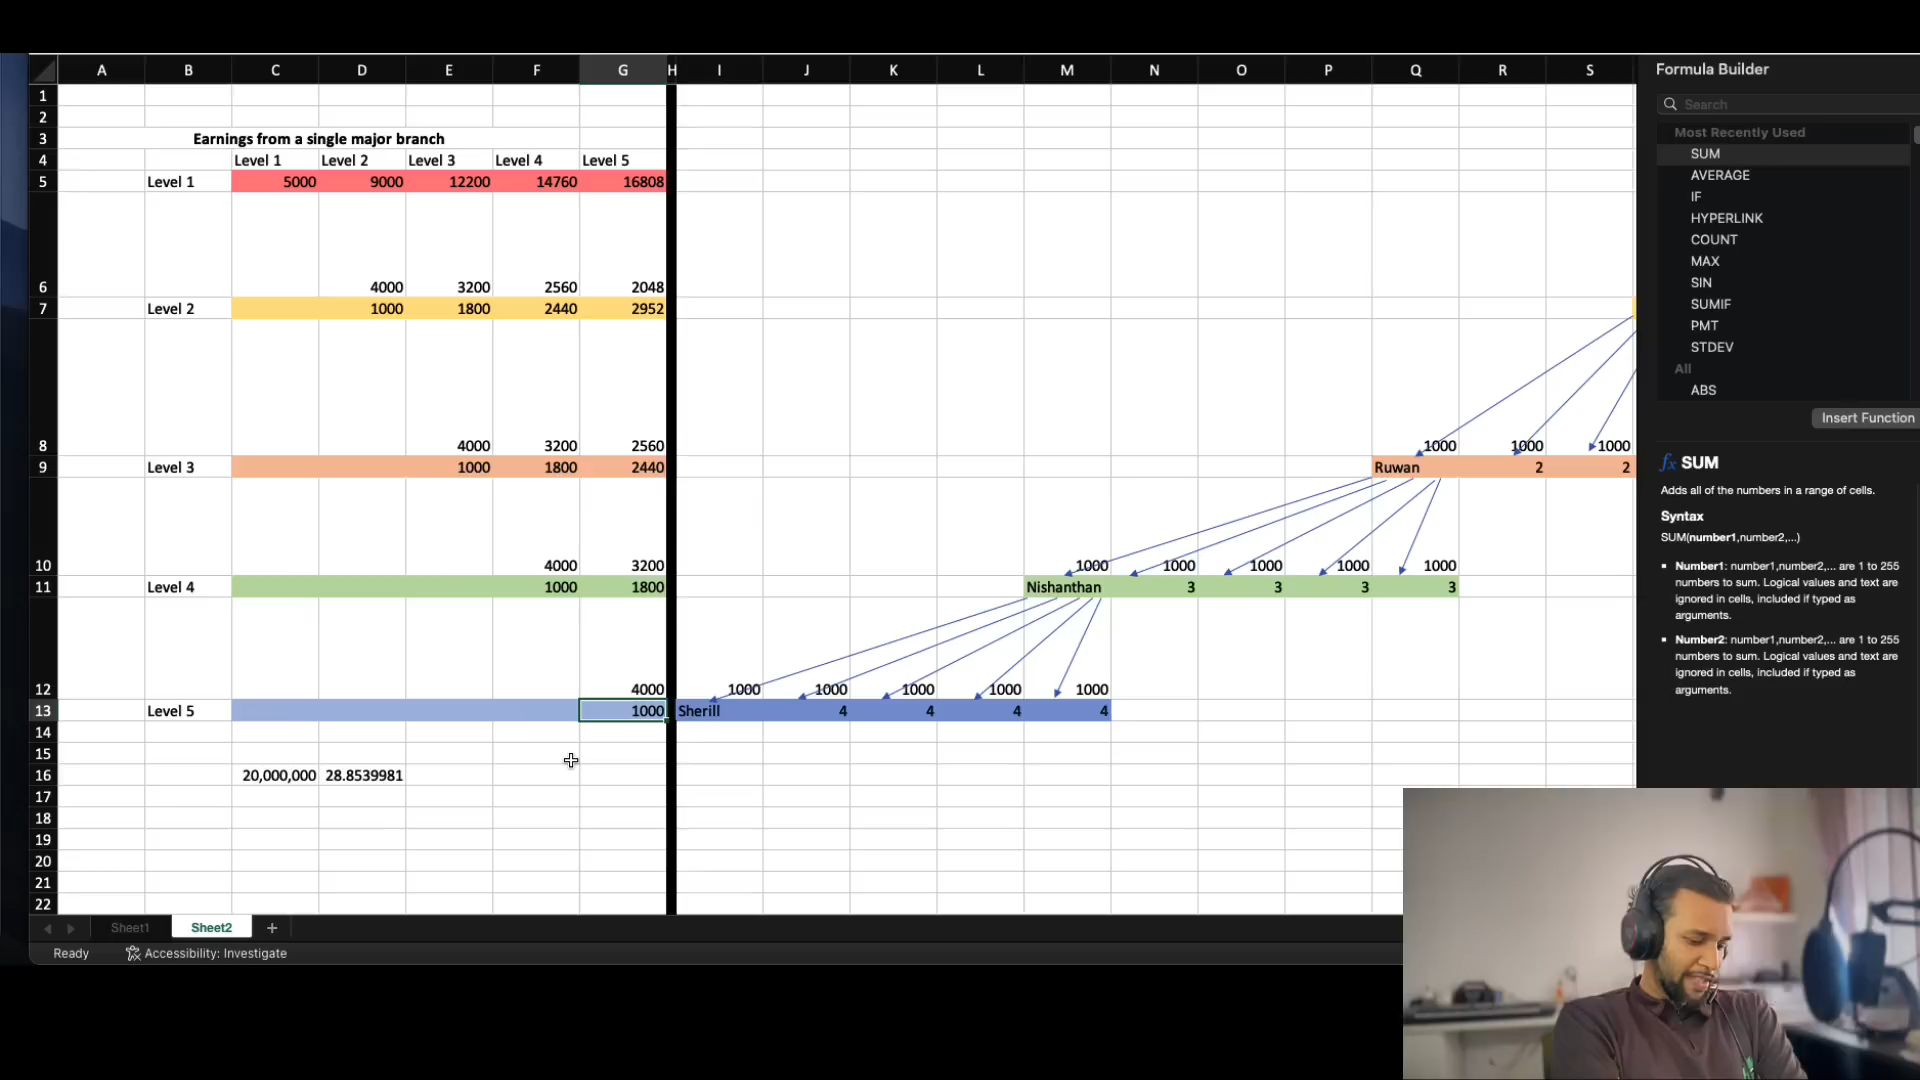 A B C D E F G H I J K L M N O P Q R S
1
2
3 Earnings from a single major branch
4 Level 1 Level 2 Level 3 Level 4 Level 5
5 Level 1 5000 9000 12200 14760 16808
6 4000 3200 2560 2048
7 Level 2 1000 1800 2440 2952
8 4000 3200 2560 1000 1000 1000
9 Level 3 1000 1800 2440 Ruwan 2 2
10 4000 3200 1000 1000 1000 1000 1000
11 Level 4 1000 1800 Nishanthan 3 3 3 3
12 4000 1000 1000 1000 1000 1000
13 Level 5 1000 Sherill 4 4 4 4
14
15
16 20,000,000 28.8539981
17
18
19
20
21
22
Sheet1 Sheet2 +
Ready Accessibility: Investigate
Formula Builder
Search
Most Recently Used
SUM
AVERAGE
IF
HYPERLINK
COUNT
MAX
SIN
SUMIF
PMT
STDEV
All
ABS
Insert Function
fx SUM
Adds all of the numbers in a range of cells.
Syntax
SUM(number1,number2,...)
▪ Number1: number1,number2,... are 1 to 255
numbers to sum. Logical values and text are
ignored in cells, included if typed as
arguments.
▪ Number2: number1,number2,... are 1 to 255
numbers to sum. Logical values and text are
ignored in cells, included if typed as
arguments.